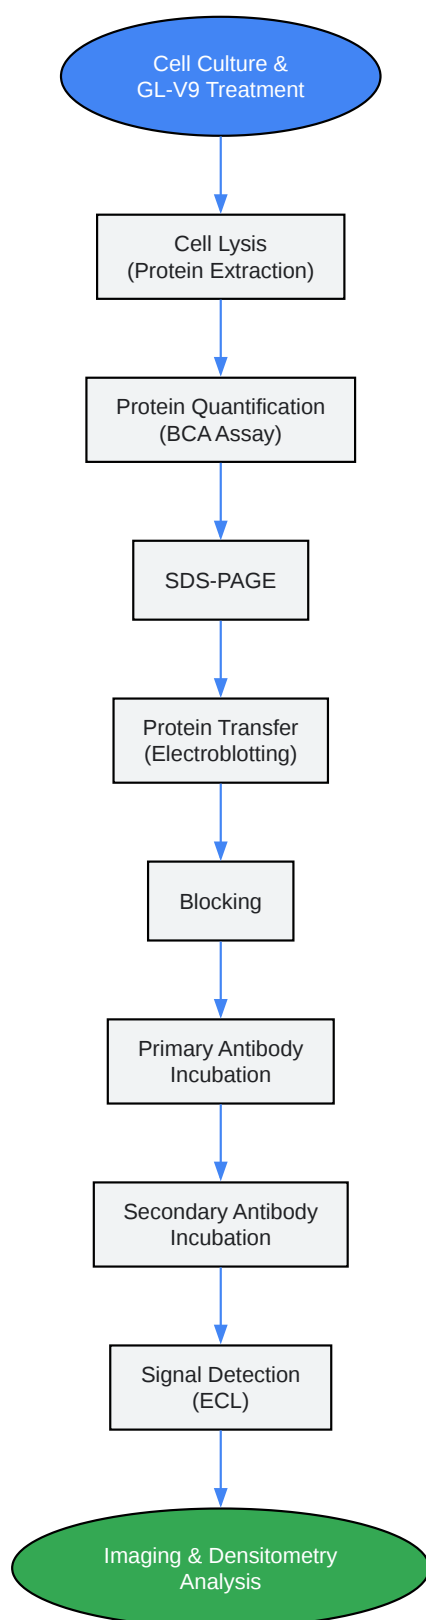 Cell Culture &
GL-V9 Treatment
Cell Lysis
(Protein Extraction)
Protein Quantification
(BCA Assay)
SDS-PAGE
Protein Transfer
(Electroblotting)
Blocking
Primary Antibody
Incubation
Secondary Antibody
Incubation
Signal Detection
(ECL)
Imaging & Densitometry
Analysis